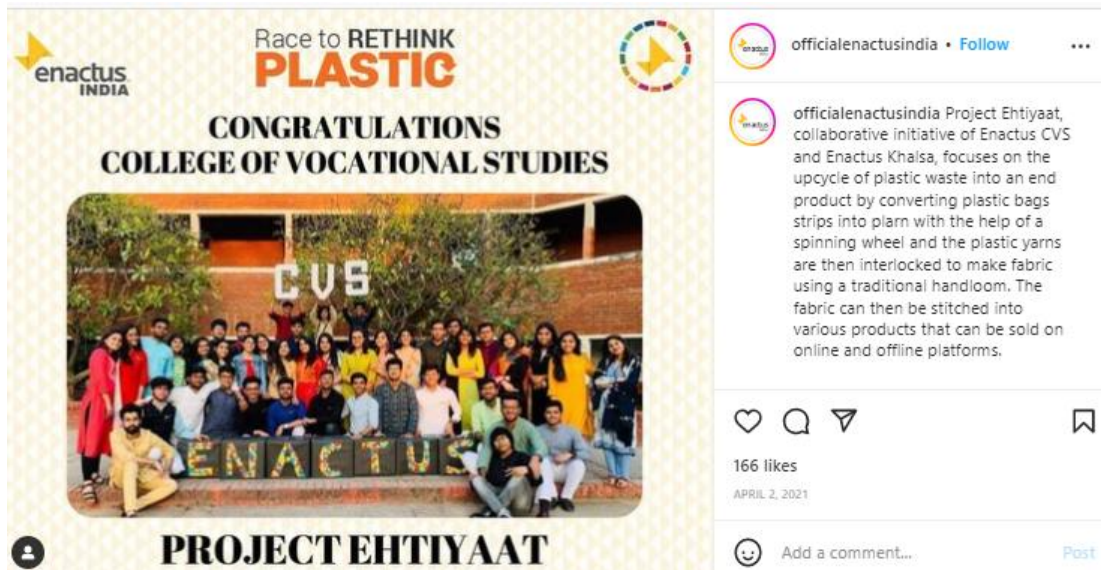 enactus
INDIA
Race to RETHINK
PLASTIC
CONGRATULATIONS
COLLEGE OF VOCATIONAL STUDIES
CVS
ENACTUS
PROJECT EHTIYAAT
officialenactusindia • Follow
officialenactusindia Project Ehtiyaat,
collaborative initiative of Enactus CVS
and Enactus Khalsa, focuses on the
upcycle of plastic waste into an end
product by converting plastic bags
strips into plarn with the help of a
spinning wheel and the plastic yarns
are then interlocked to make fabric
using a traditional handloom. The
fabric can then be stitched into
various products that can be sold on
online and offline platforms.
166 likes
APRIL 2, 2021
Add a comment...
Post